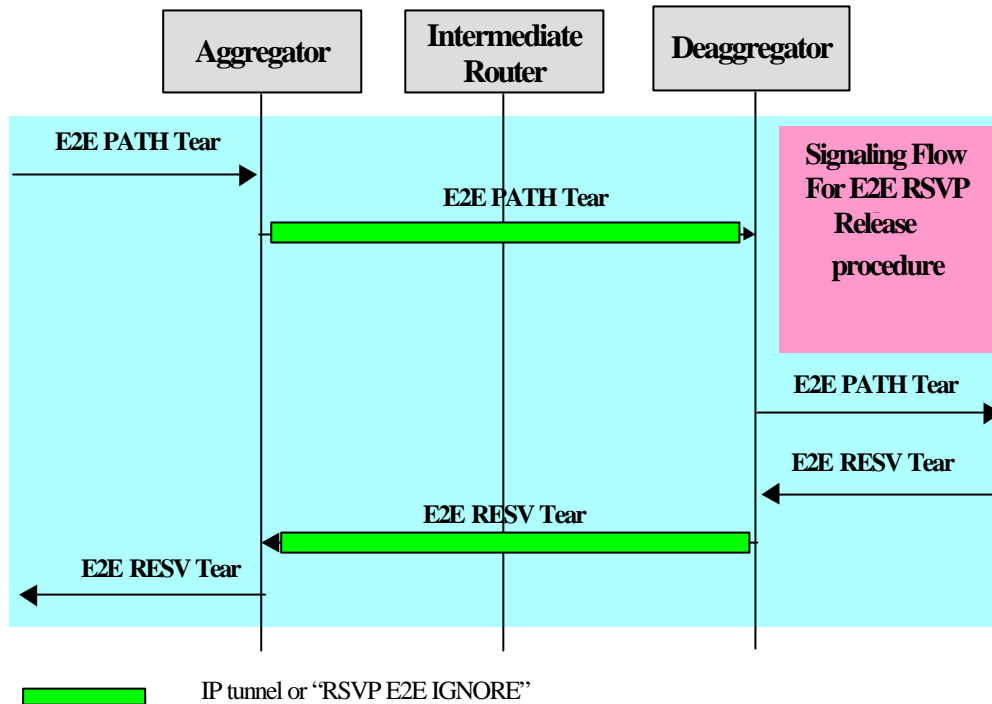 Aggregator
Intermediate
Router
Deaggregator
E2E PATH Tear
Signaling Flow
For E2E RSVP
Release
procedure
E2E PATH Tear
E2E PATH Tear
E2E RESV Tear
E2E RESV Tear
E2E RESV Tear
IP tunnel or “RSVP E2E IGNORE”